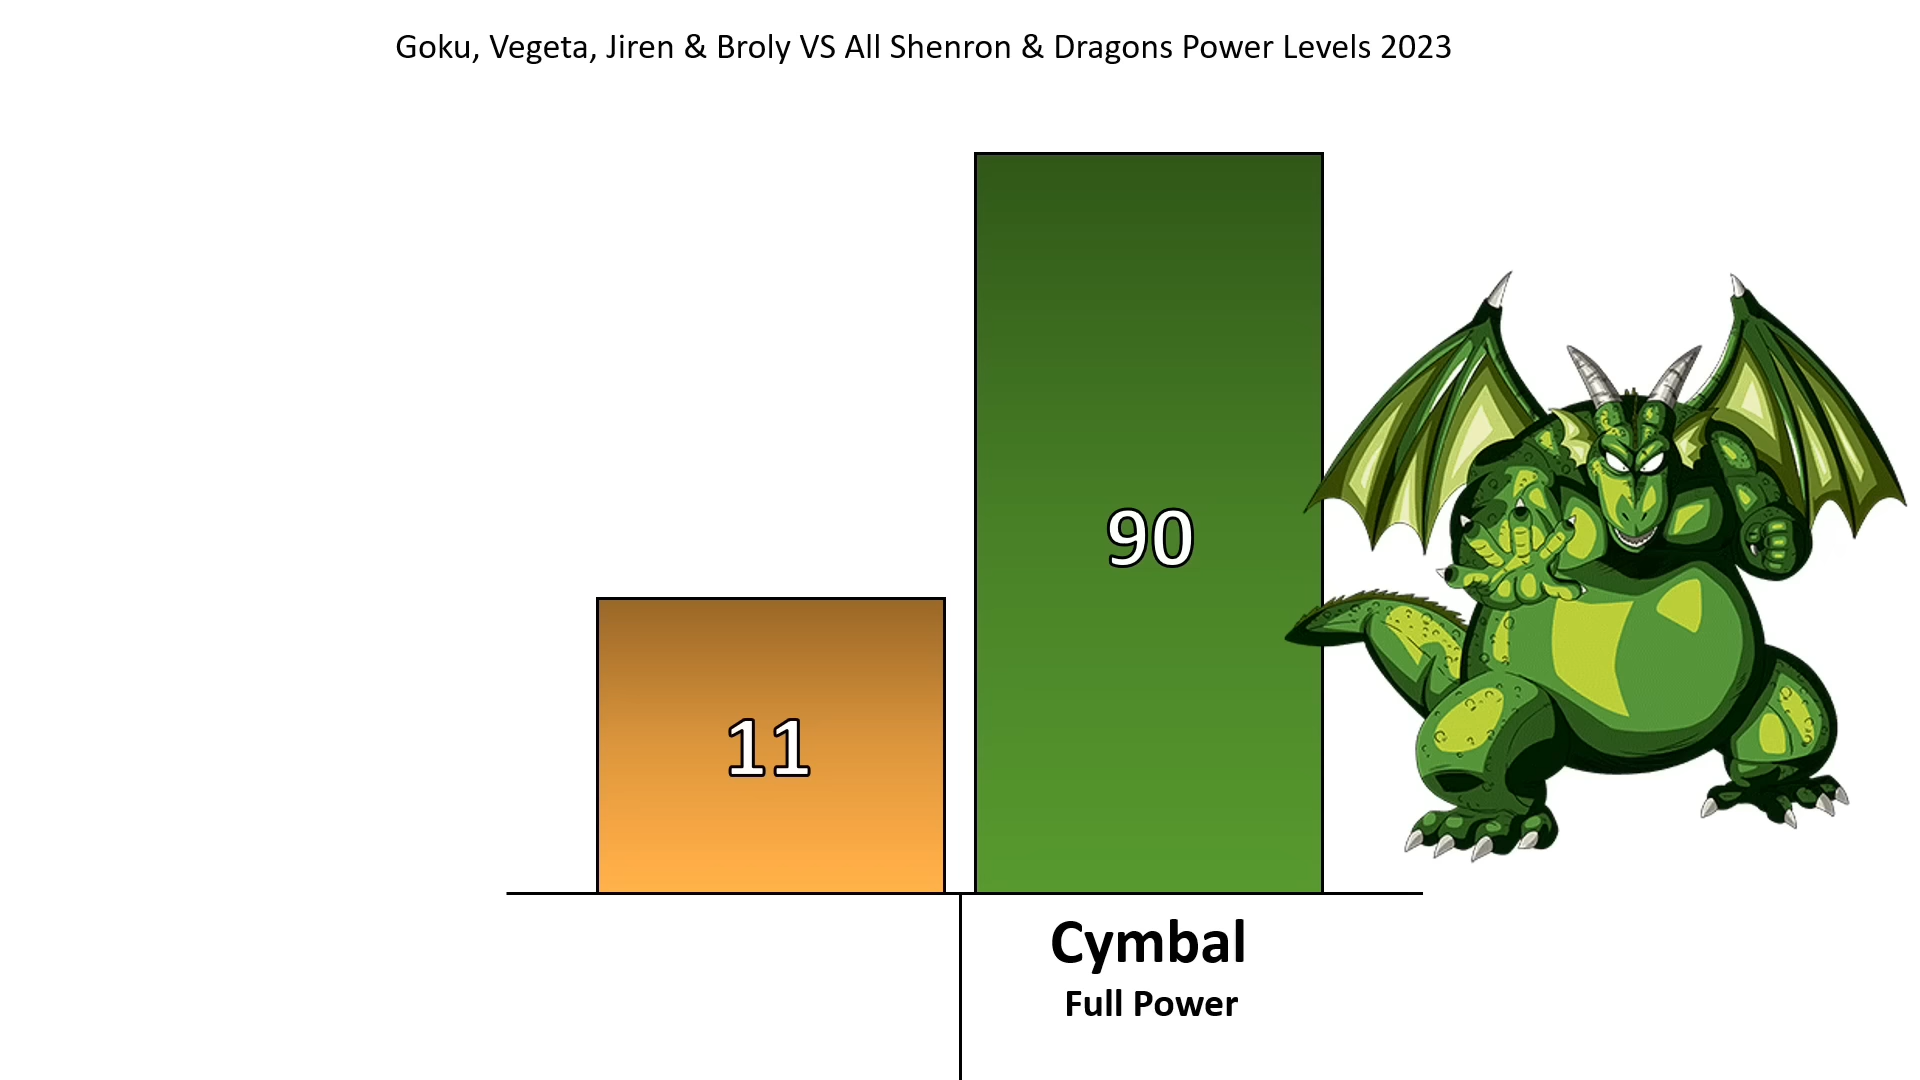 Goku, Vegeta, Jiren & Broly VS All Shenron & Dragons Power Levels 2023
90
11
Cymbal
Full Power